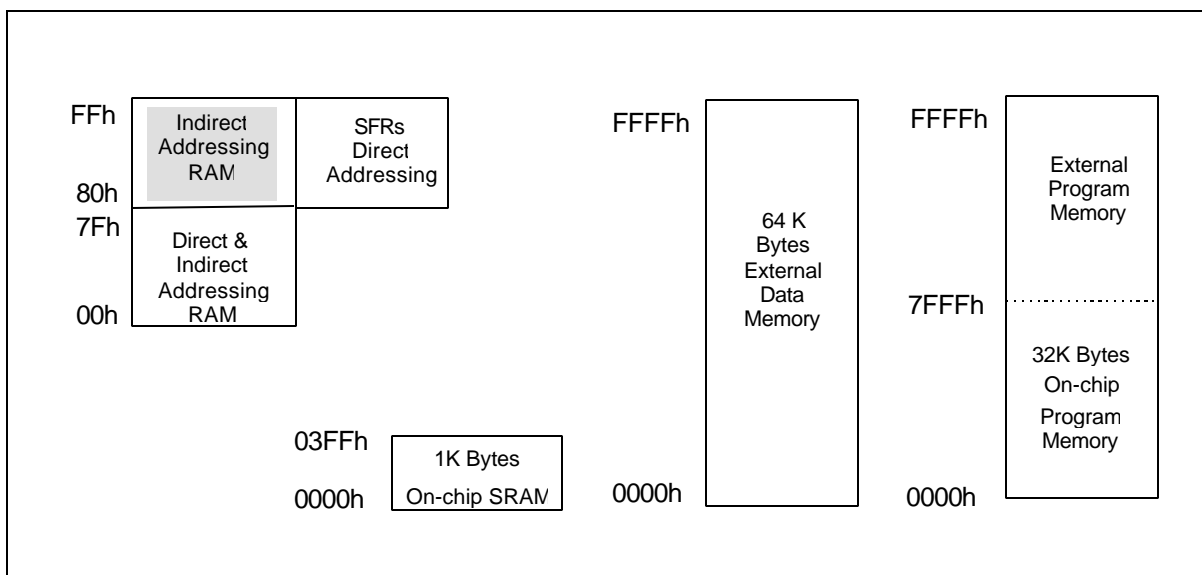 FFh
Indirect
Addressing
RAM
SFRs
Direct
Addressing
80h
7Fh
Direct &
Indirect
Addressing
RAM
00h
03FFh
1K Bytes
On-chip SRAM
0000h
FFFFh
64 K
Bytes
External
Data
Memory
0000h
FFFFh
External
Program
Memory
7FFFh
32K Bytes
On-chip
Program
Memory
0000h